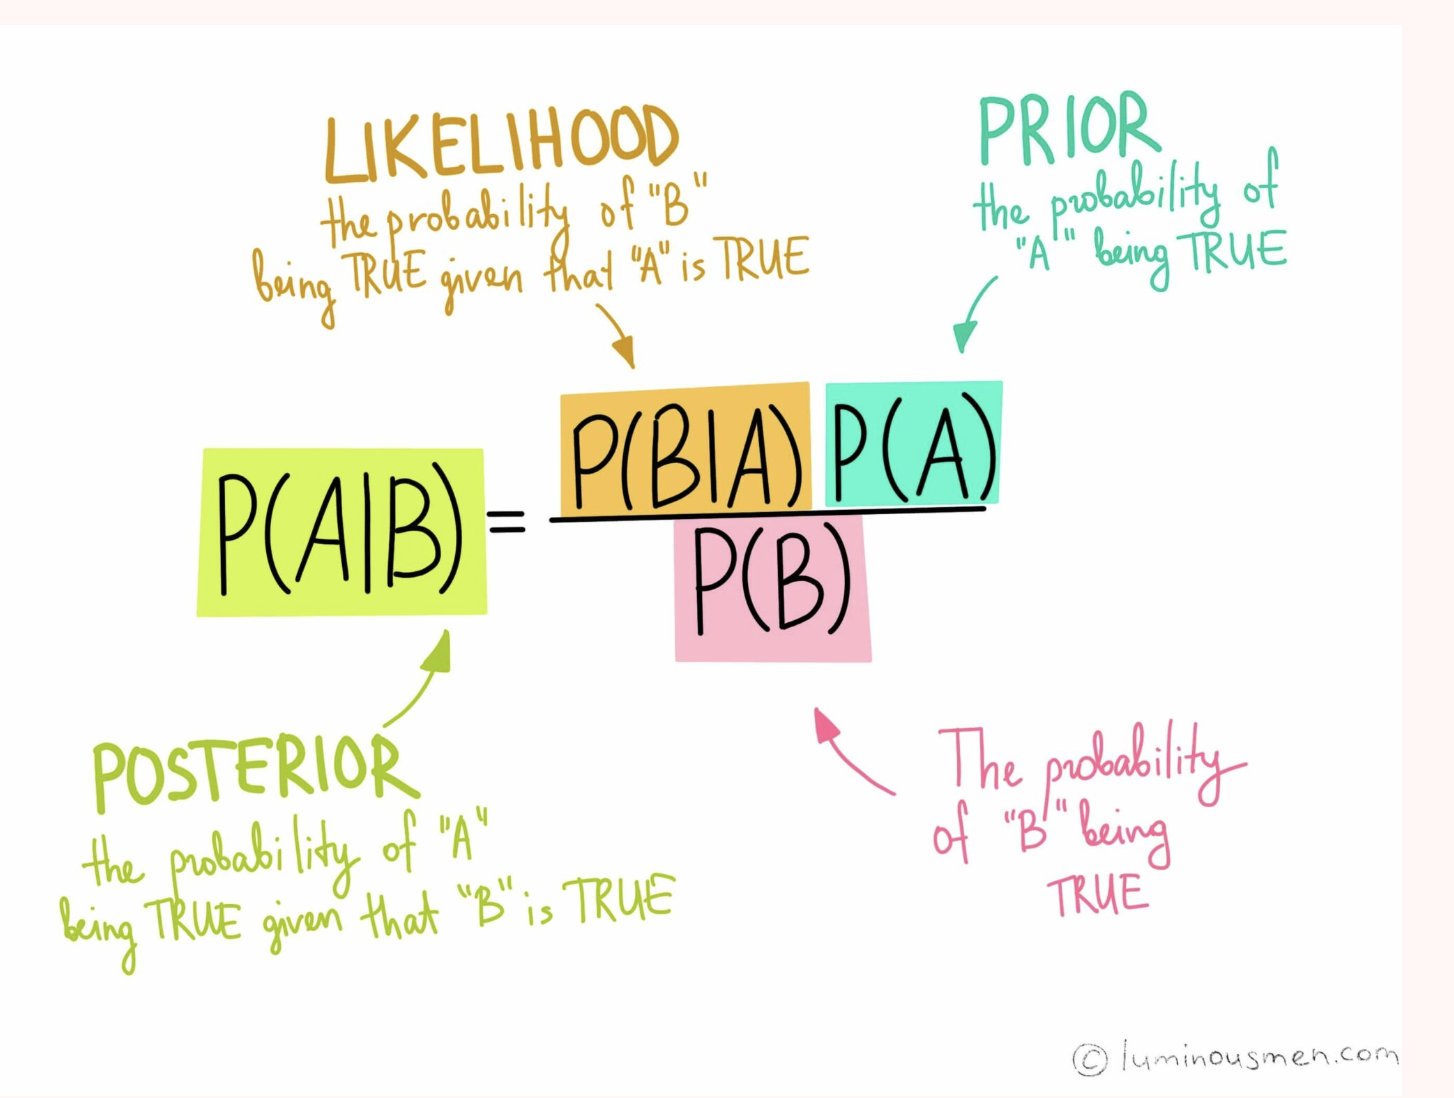 LIKELIHOOD
the probability of "B"
being TRUE given that "A" is TRUE
PRIOR
the probability of
"A" being TRUE
P(A|B) = P(B|A) P(A)
P(B)
POSTERIOR
the probability of "A"
being TRUE given that "B" is TRUE
The probability
of "B" being
TRUE
© luminousmen.com